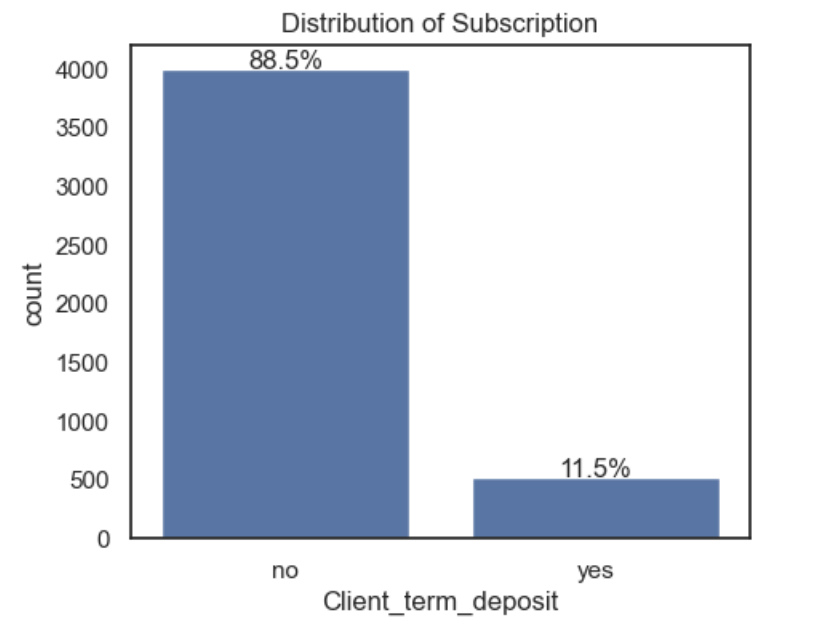 Distribution of Subscription
88.5%
11.5%
4000
3500
3000
2500
2000
1500
1000
500
0
count
no yes
Client_term_deposit